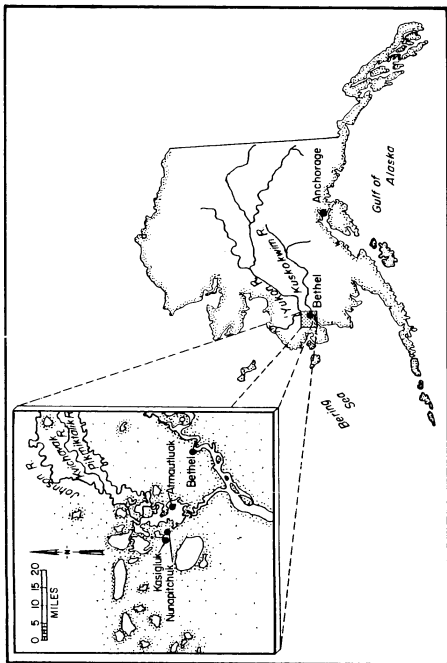 0 5 10 15 20
MILES
N
Johnson R.
R.
Pikmiktalik R.
Kasigluk
Nunapitchuk
Atmautluak
Bethel
Yukon R.
Kuskokwim R.
Bethel
Anchorage
Bering
Sea
Gulf of
Alaska